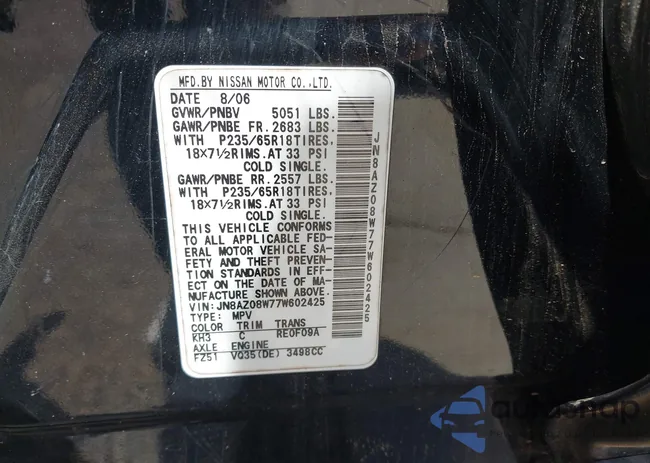 MFD.BY NISSAN MOTOR CO.,LTD.
DATE 8/06
GVWR/PNBV 5051 LBS.
GAWR/PNBE FR. 2683 LBS.
WITH P235/65R18TIRES.
18X7½RIMS.AT 33 PSI
COLD SINGLE.
GAWR/PNBE RR. 2557 LBS.
WITH P235/65R18TIRES.
18X7½RIMS.AT 33 PSI
COLD SINGLE.
THIS VEHICLE CONFORMS
TO ALL APPLICABLE FED-
ERAL MOTOR VEHICLE SA-
FETY AND THEFT PREVEN-
TION STANDARDS IN EFF-
ECT ON THE DATE OF MA-
NUFACTURE SHOWN ABOVE.
VIN: JN8AZ08W77W602425
TYPE: MPV
COLOR TRIM TRANS
KH3 C RE0F09A
AXLE ENGINE
FZ51 VQ35(DE) 3498CC
JN8AZ08W77W602425
autosnap